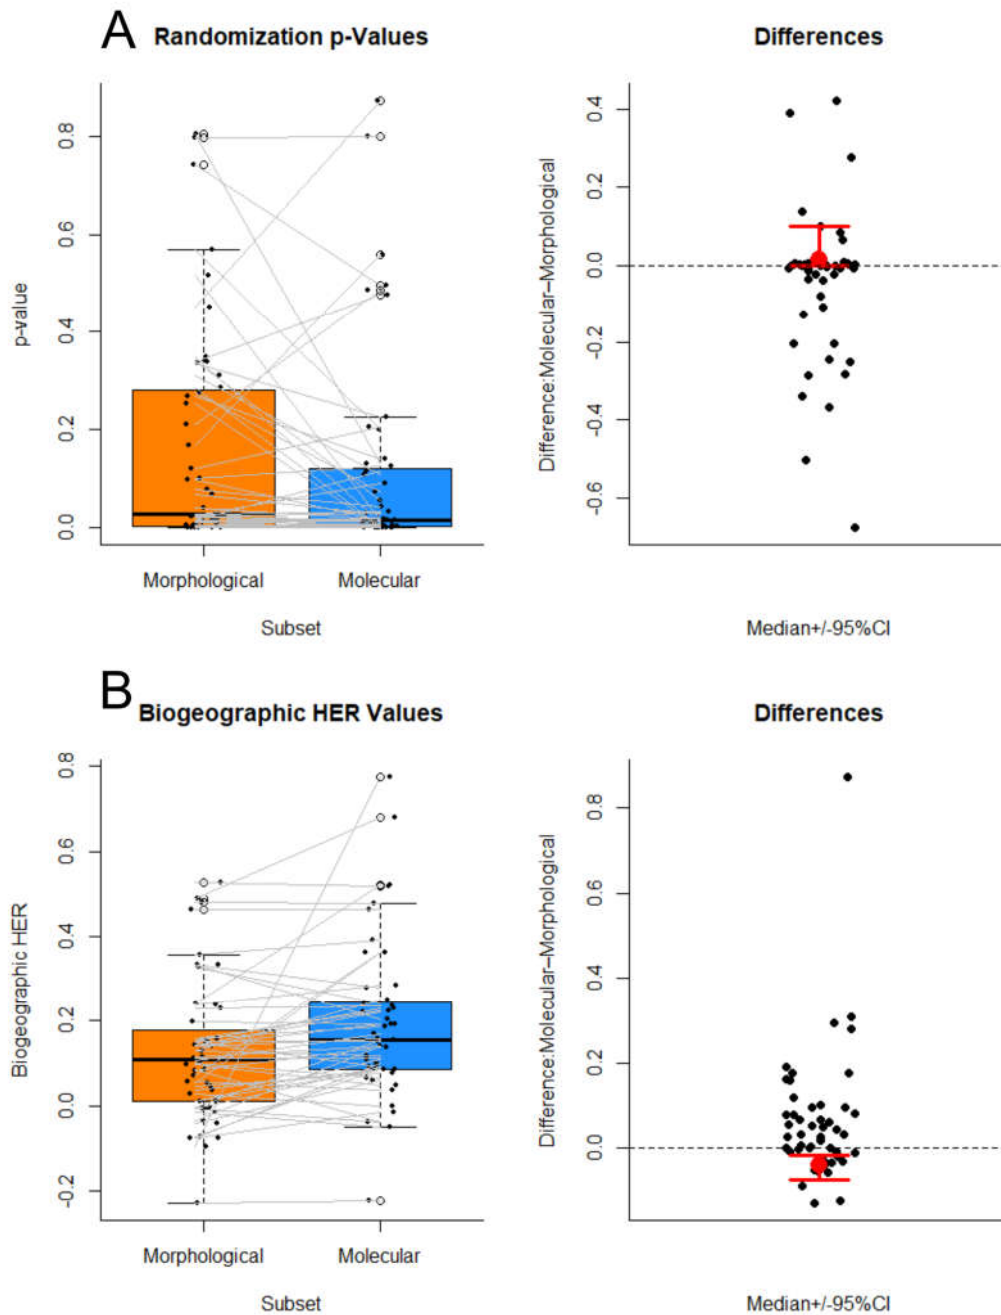 A Randomization p-Values
Differences
p-value
0.8
0.6
0.4
0.2
0.0
Morphological
Molecular
Subset
Difference:Molecular–Morphological
0.4
0.2
0.0
-0.2
-0.4
-0.6
Median+/-95%CI
B Biogeographic HER Values
Differences
Biogeographic HER
0.8
0.6
0.4
0.2
0.0
-0.2
Morphological
Molecular
Subset
Difference:Molecular–Morphological
0.8
0.6
0.4
0.2
0.0
Median+/-95%CI